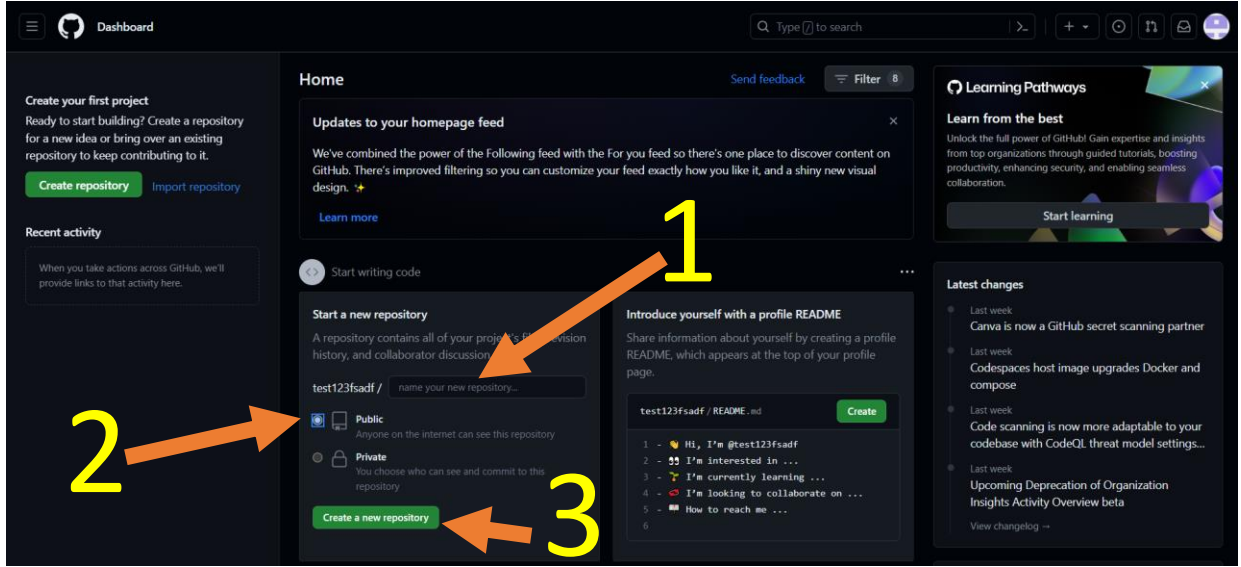 Dashboard
Type / to search
Create your first project
Ready to start building? Create a repository
for a new idea or bring over an existing
repository to keep contributing to it.
Create repository
Import repository
Recent activity
When you take actions across GitHub, we'll
provide links to that activity here.
Home
Send feedback
Filter 8
Updates to your homepage feed
We've combined the power of the Following feed with the For you feed so there's one place to discover content on
GitHub. There's improved filtering so you can customize your feed exactly how you like it, and a shiny new visual
design. ✨
Learn more
1
Start writing code
Start a new repository
A repository contains all of your project's
history, and collaborator discussion
test123fsadf / name your new repository...
2
Public
Anyone on the internet can see this repository
Private
You choose who can see and commit to this
repository
Create a new repository
3
Introduce yourself with a profile README
Share information about yourself by creating a profile
README, which appears at the top of your profile
page.
test123fsadf / README.md
Create
1 - 👋 Hi, I'm @test123fsadf
2 - 👀 I'm interested in ...
3 - 🌱 I'm currently learning ...
4 - 💞️ I'm looking to collaborate on ...
5 - 📫 How to reach me ...
6
Learning Pathways
Learn from the best
Unlock the full power of GitHub! Gain expertise and insights
from top organizations through guided tutorials, boosting
productivity, enhancing security, and enabling seamless
collaboration.
Start learning
Latest changes
Last week
Canva is now a GitHub secret scanning partner
Last week
Codespaces host image upgrades Docker and
compose
Last week
Code scanning is now more adaptable to your
codebase with CodeQL threat model settings...
Last week
Upcoming Deprecation of Organization
Insights Activity Overview beta
View changelog →